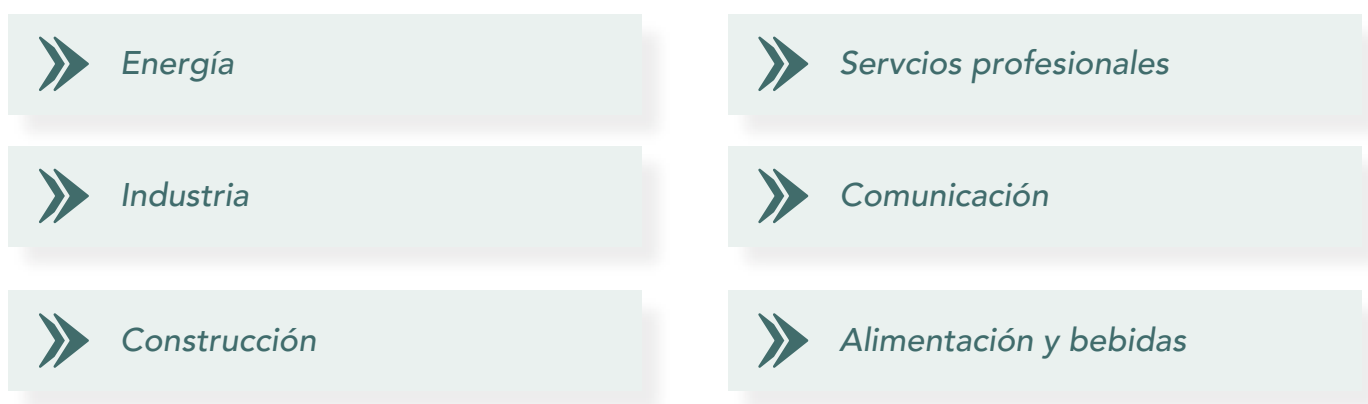 Energía
Servcios profesionales
Industria
Comunicación
Construcción
Alimentación y bebidas